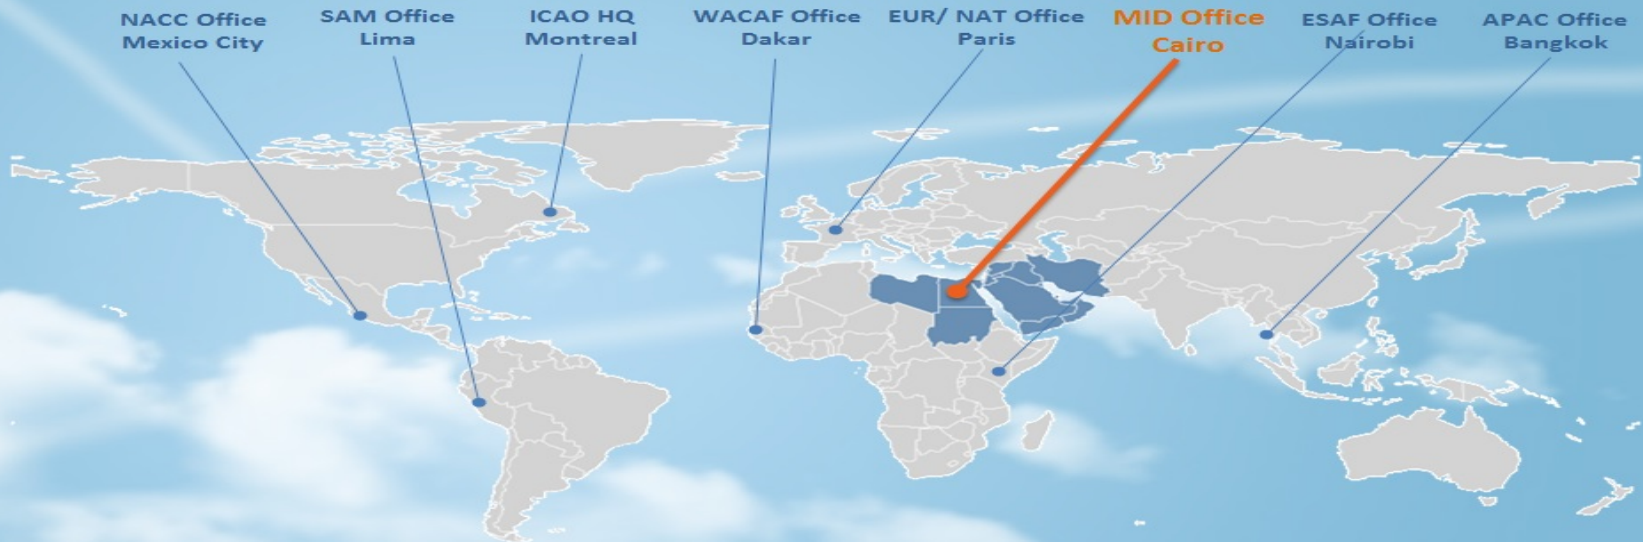 NACC Office
Mexico City
SAM Office
Lima
ICAO HQ
Montreal
WACAF Office
Dakar
EUR/ NAT Office
Paris
MID Office
Cairo
ESAF Office
Nairobi
APAC Office
Bangkok